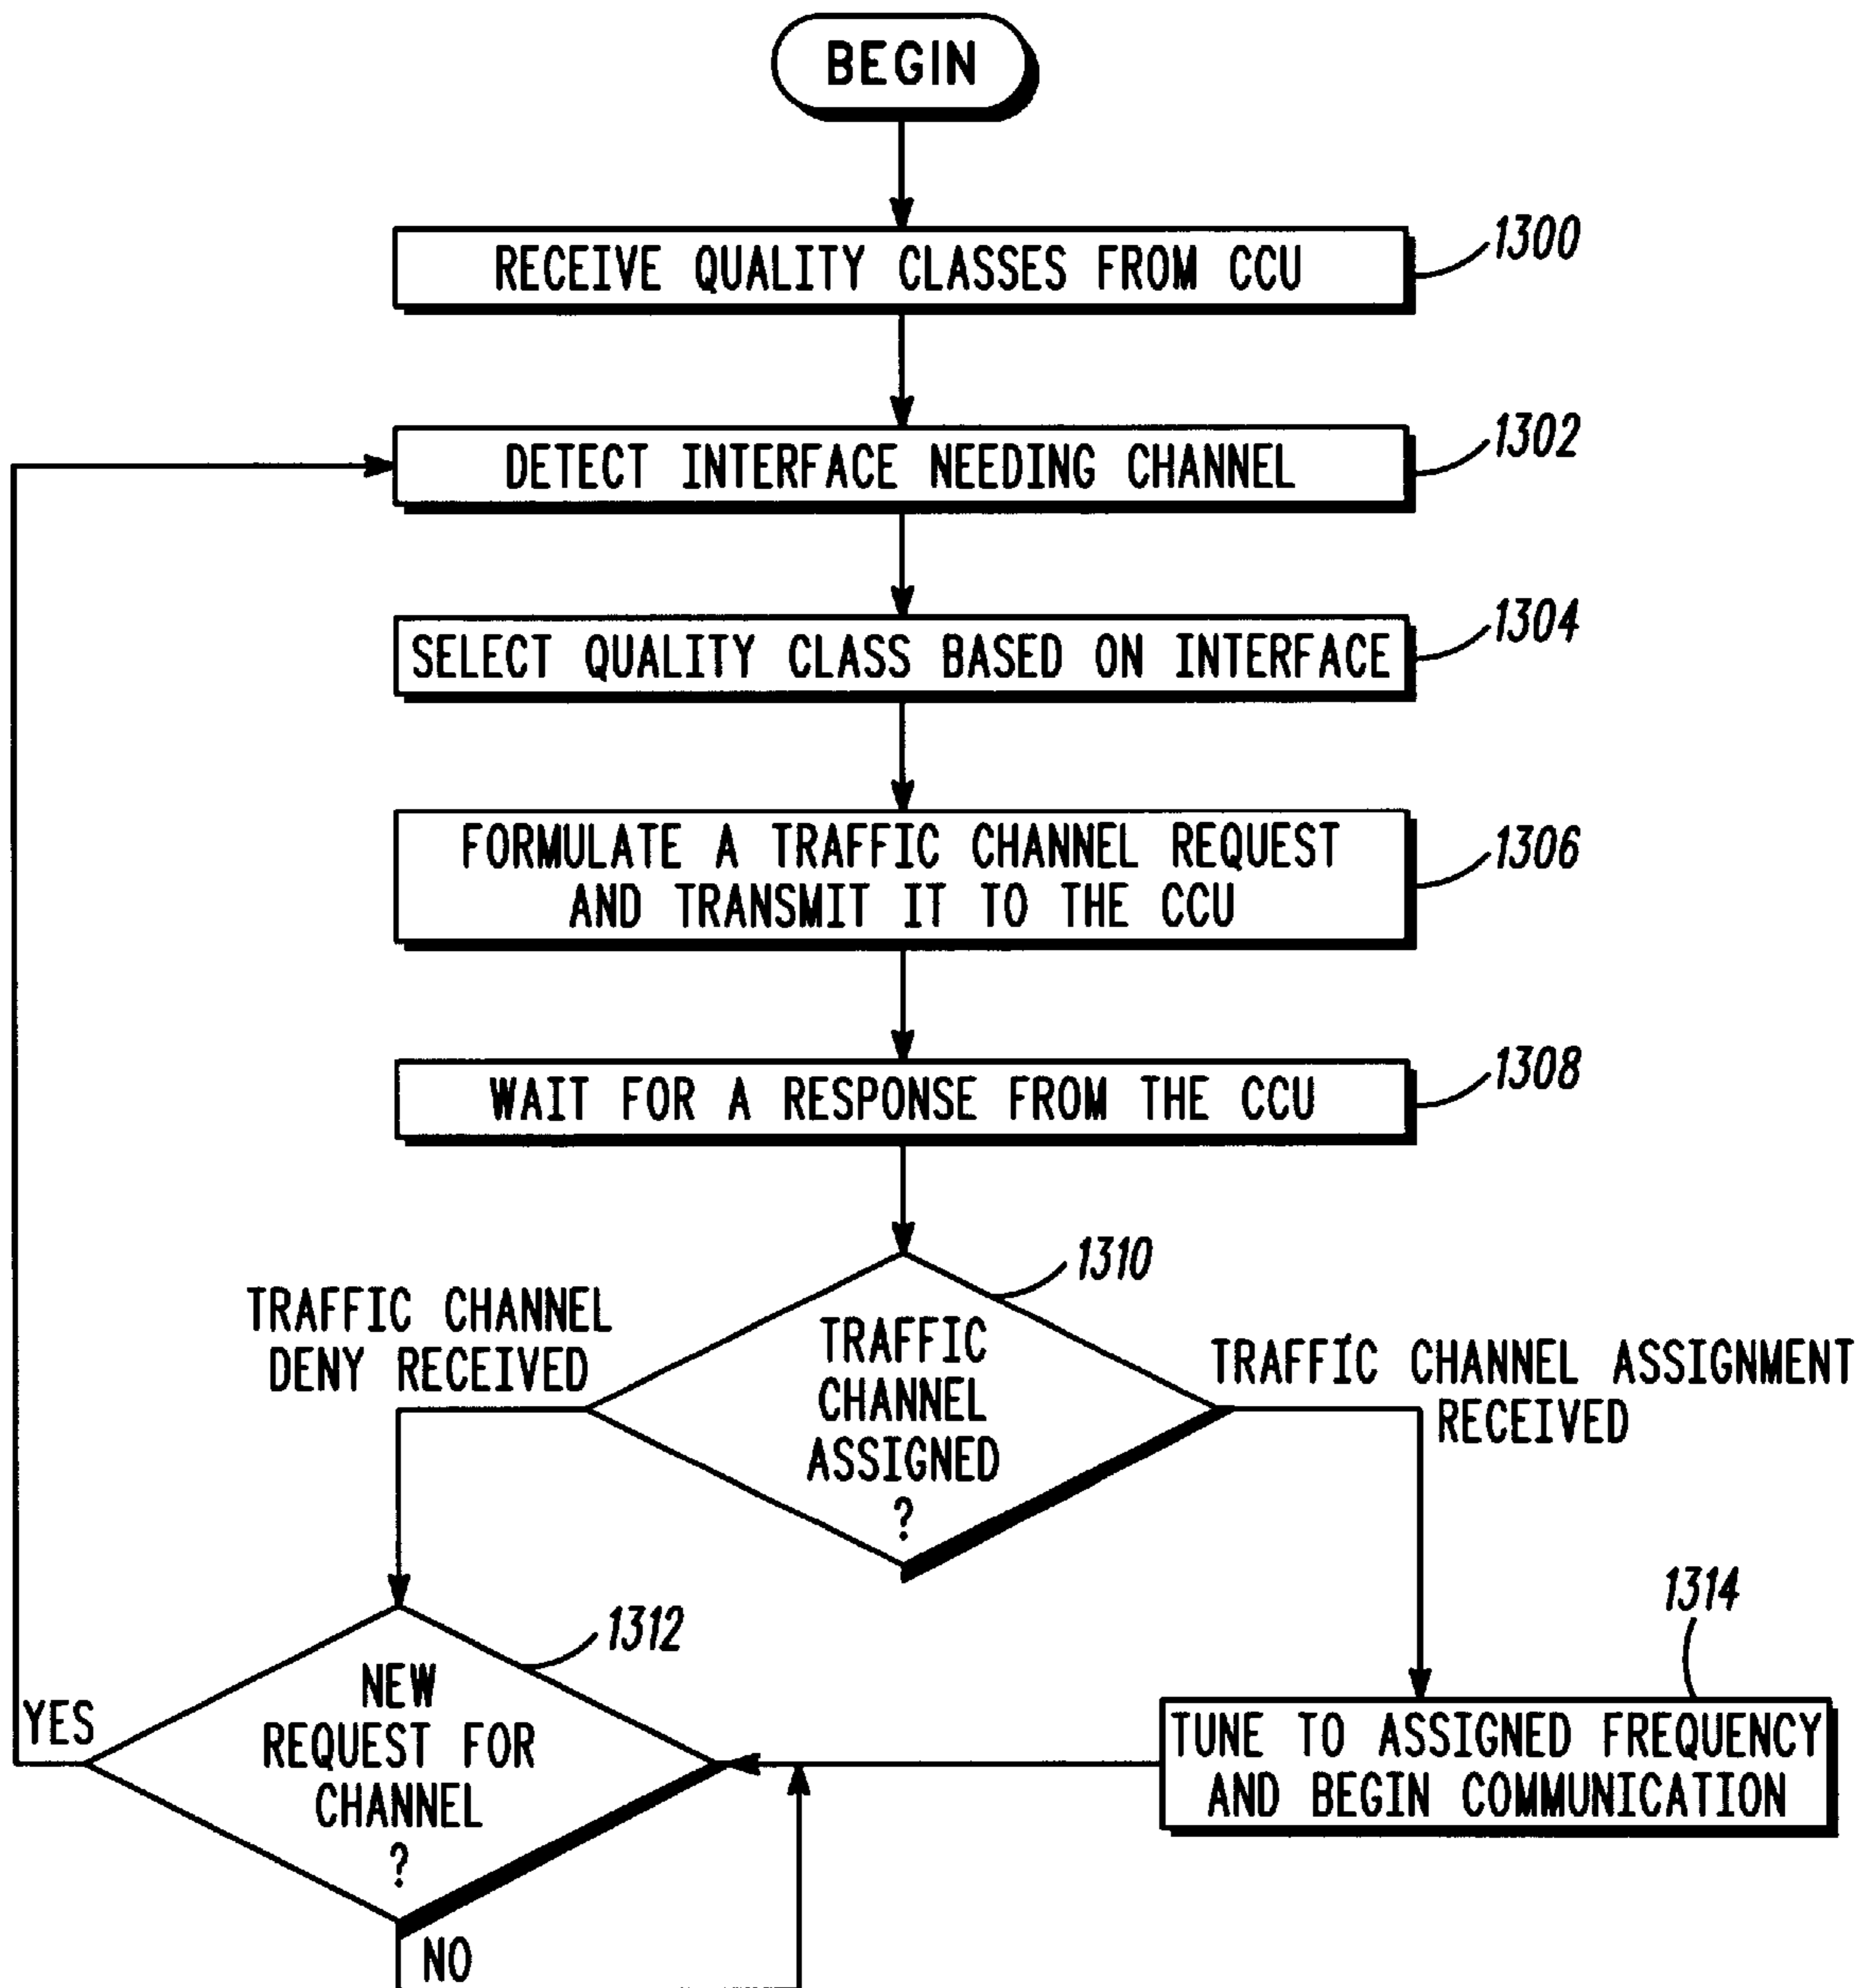 BEGIN
RECEIVE QUALITY CLASSES FROM CCU
1300
DETECT INTERFACE NEEDING CHANNEL
1302
SELECT QUALITY CLASS BASED ON INTERFACE
1304
FORMULATE A TRAFFIC CHANNEL REQUEST
AND TRANSMIT IT TO THE CCU
1306
WAIT FOR A RESPONSE FROM THE CCU
1308
1310
TRAFFIC CHANNEL
DENY RECEIVED
TRAFFIC
CHANNEL
ASSIGNED
?
TRAFFIC CHANNEL ASSIGNMENT
RECEIVED
1312
NEW
REQUEST FOR
CHANNEL
?
YES
NO
1314
TUNE TO ASSIGNED FREQUENCY
AND BEGIN COMMUNICATION